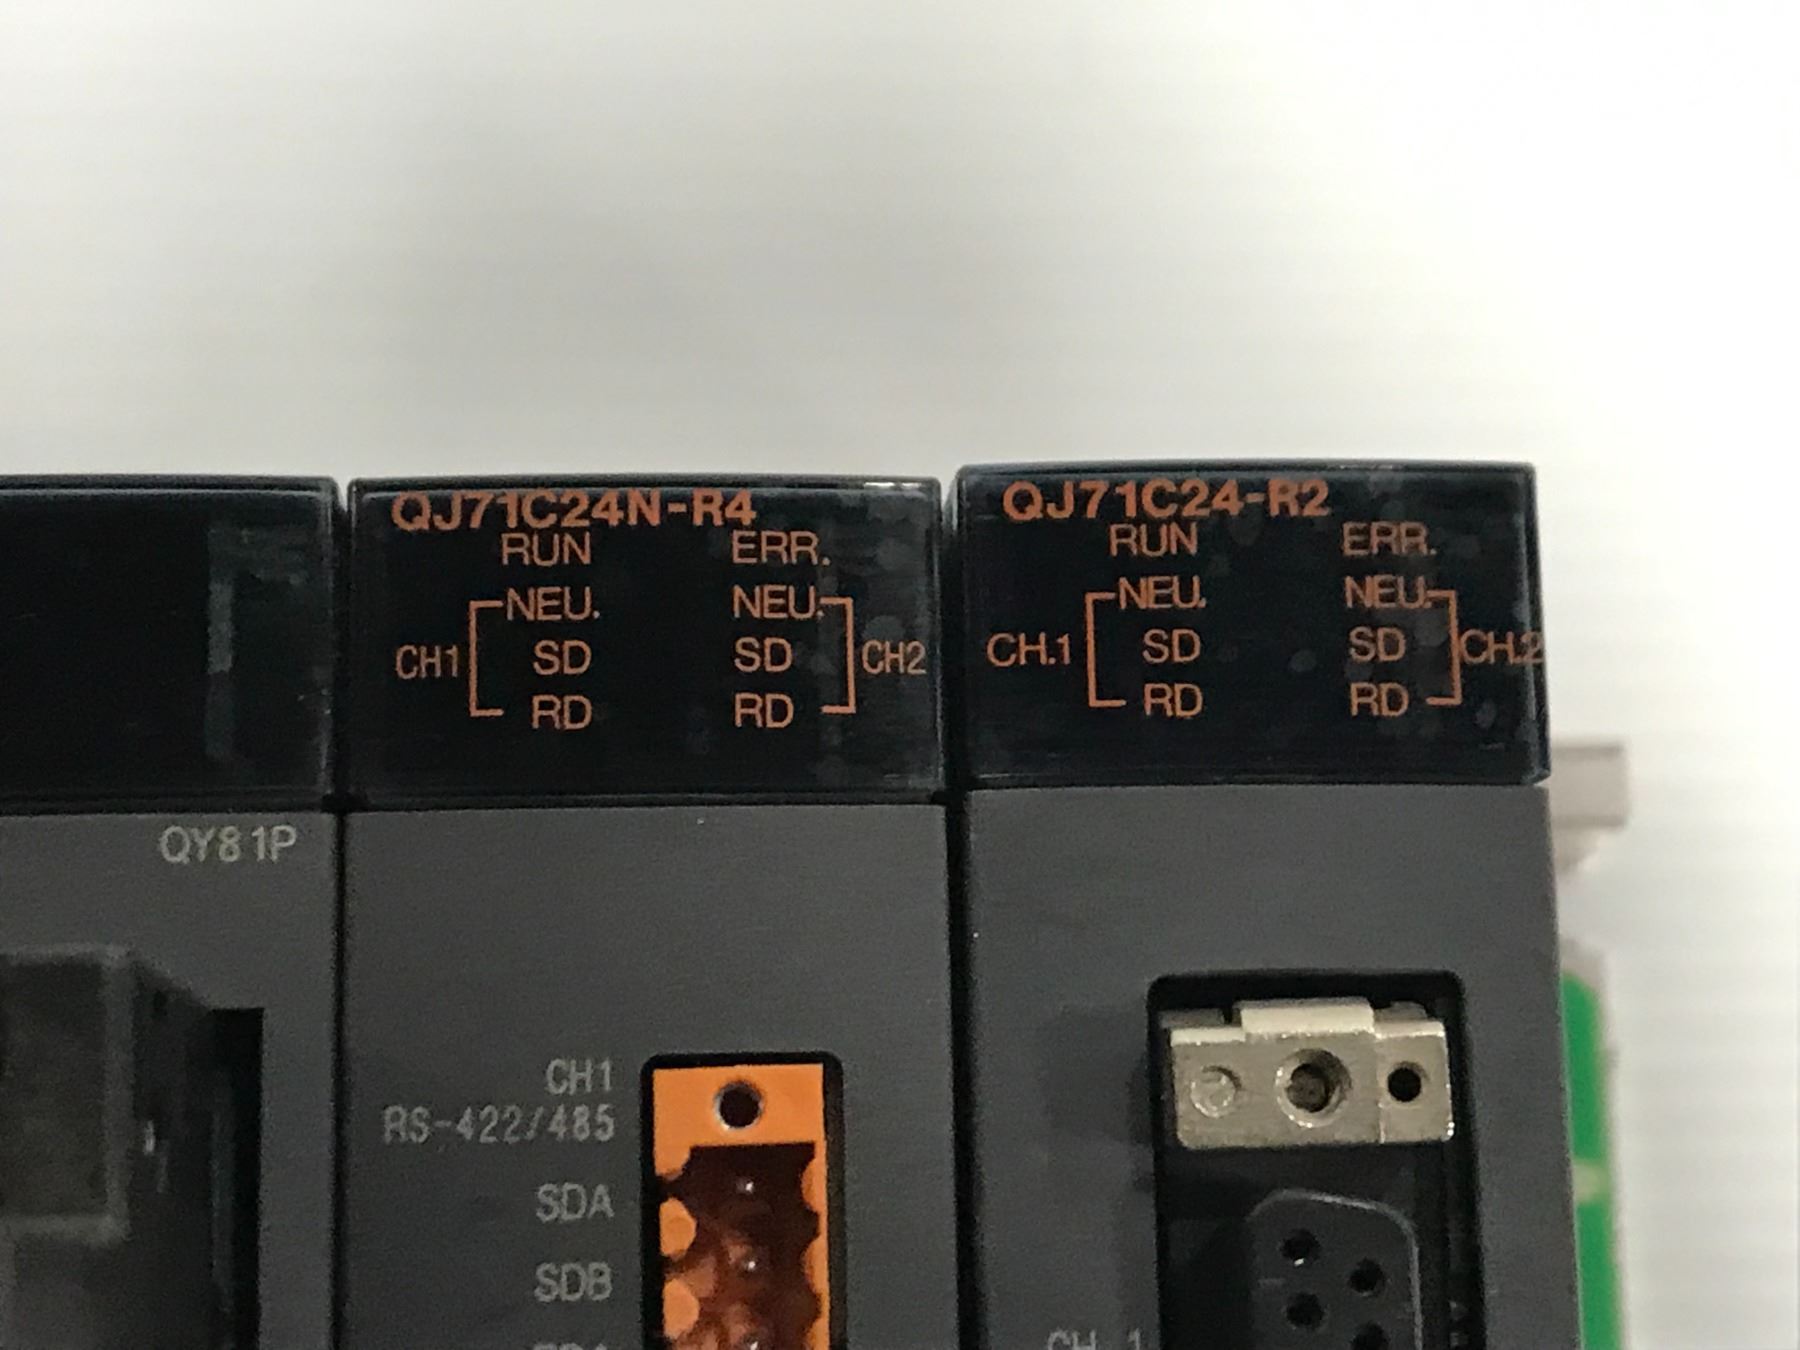 QY81P
QJ71C24N-R4
RUN ERR.
NEU. NEU.
CH1 SD SD CH2
RD RD
CH1
RS-422/485
SDA
SDB
QJ71C24-R2
RUN ERR.
NEU. NEU.
CH.1 SD SD CH.2
RD RD